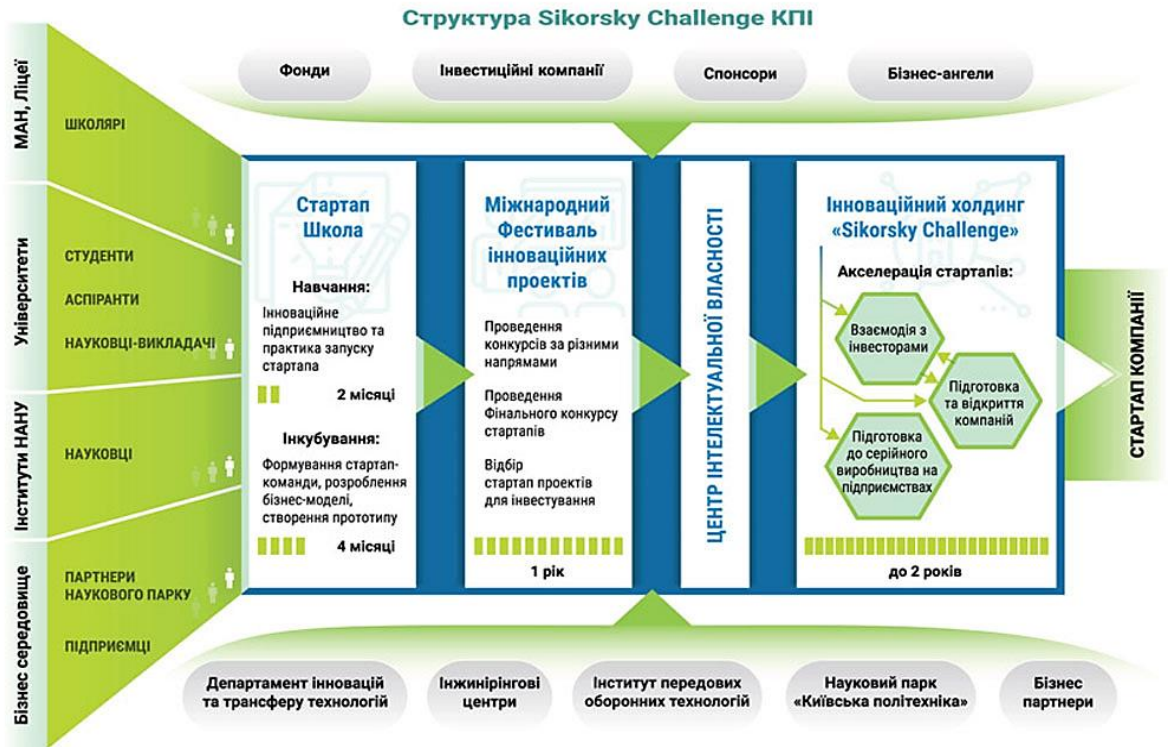 Структура Sikorsky Challenge КПІ
Фонди
Інвестиційні компанії
Спонсори
Бізнес-ангели
МАН, Ліцеї
ШКОЛЯРІ
Університети
СТУДЕНТИ
АСПІРАНТИ
НАУКОВЦІ-ВИКЛАДАЧІ
Інститути НАНУ
НАУКОВЦІ
Бізнес середовище
ПАРТНЕРИ
НАУКОВОГО ПАРКУ
ПІДПРИЄМЦІ
Стартап
Школа
Навчання:
Інноваційне
підприємництво та
практика запуску
стартапа
2 місяці
Інкубування:
Формування стартап-
команди, розроблення
бізнес-моделі,
створення прототипу
4 місяці
Міжнародний
Фестиваль
інноваційних
проектів
Проведення
конкурсів за різними
напрямами
Проведення
Фінального конкурсу
стартапів
Відбір
стартап проектів
для інвестування
1 рік
ЦЕНТР ІНТЕЛЕКТУАЛЬНОЇ ВЛАСНОСТІ
Інноваційний холдинг
«Sikorsky Challenge»
Акселерація стартапів:
Взаємодія з
інвесторами
Підготовка
та відкриття
компаній
Підготовка
до серійного
виробництва на
підприємствах
до 2 років
СТАРТАП КОМПАНІЇ
Департамент інновацій
та трансферу технологій
Інжинірингові
центри
Інститут передових
оборонних технологій
Науковий парк
«Київська політехніка»
Бізнес
партнери